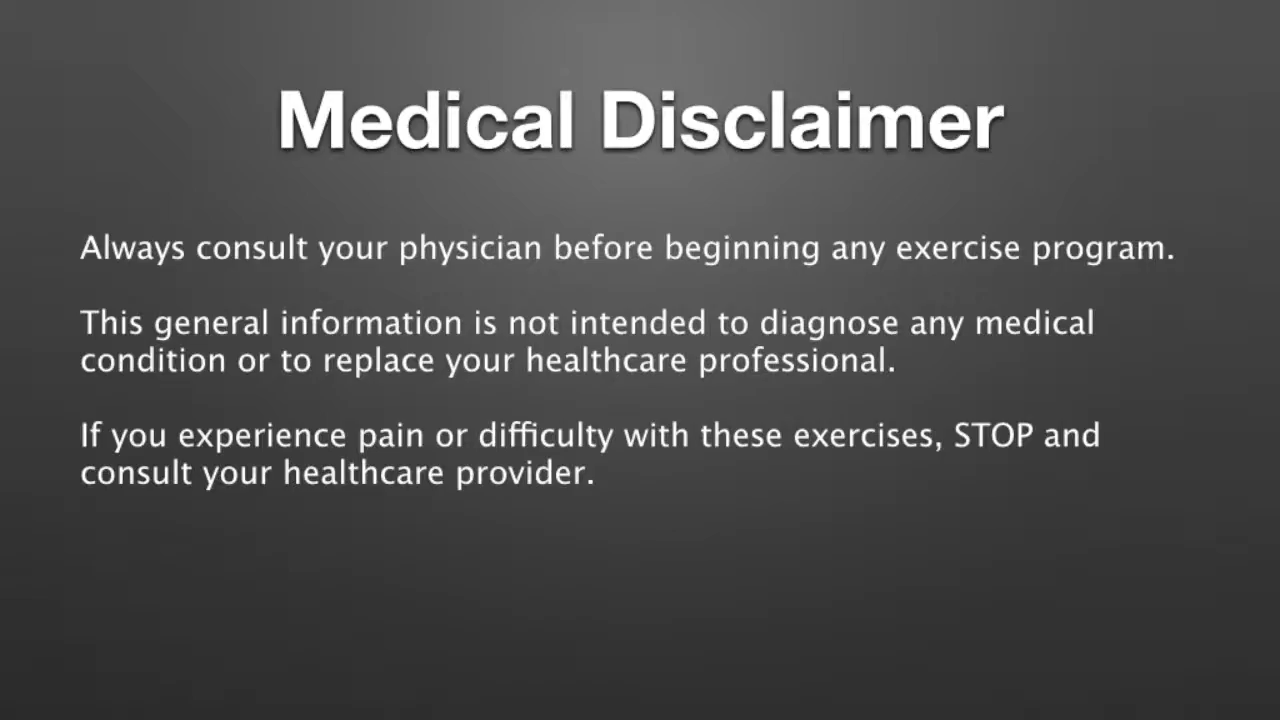 Medical Disclaimer
Always consult your physician before beginning any exercise program.
This general information is not intended to diagnose any medical
condition or to replace your healthcare professional.
If you experience pain or difficulty with these exercises, STOP and
consult your healthcare provider.